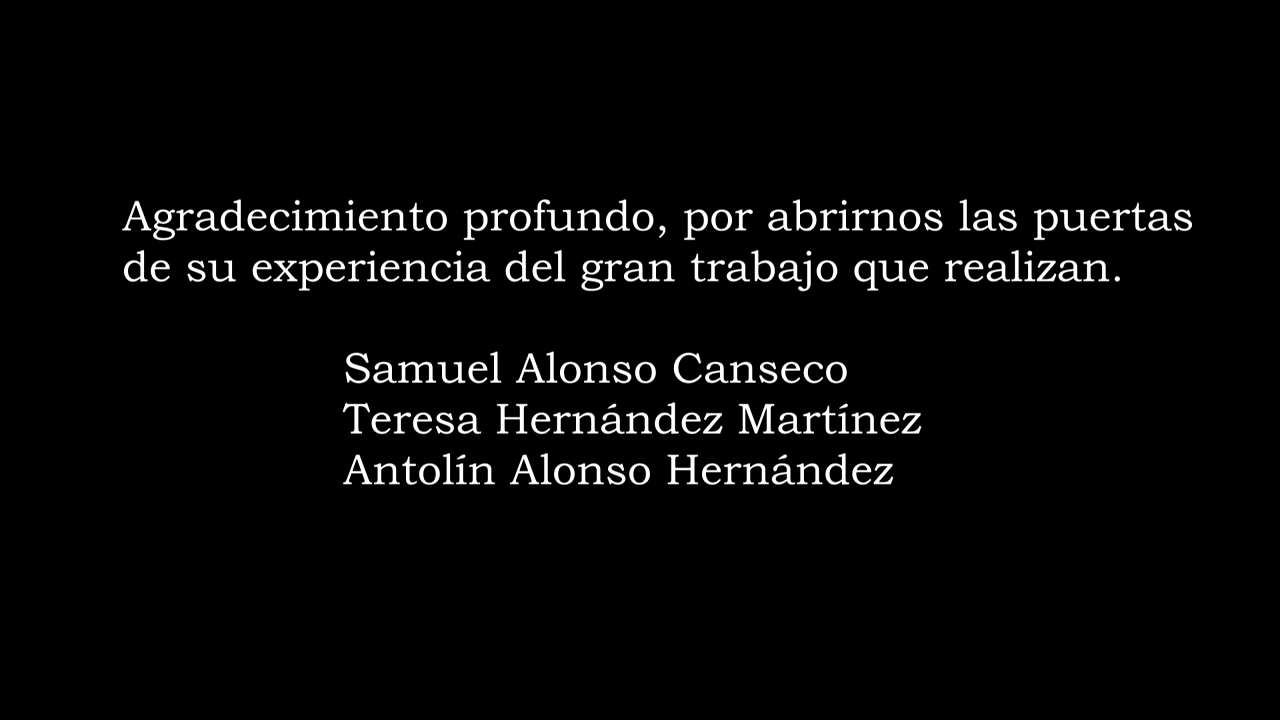 Agradecimiento profundo, por abrirnos las puertas
de su experiencia del gran trabajo que realizan.
Samuel Alonso Canseco
Teresa Hernández Martínez
Antolín Alonso Hernández